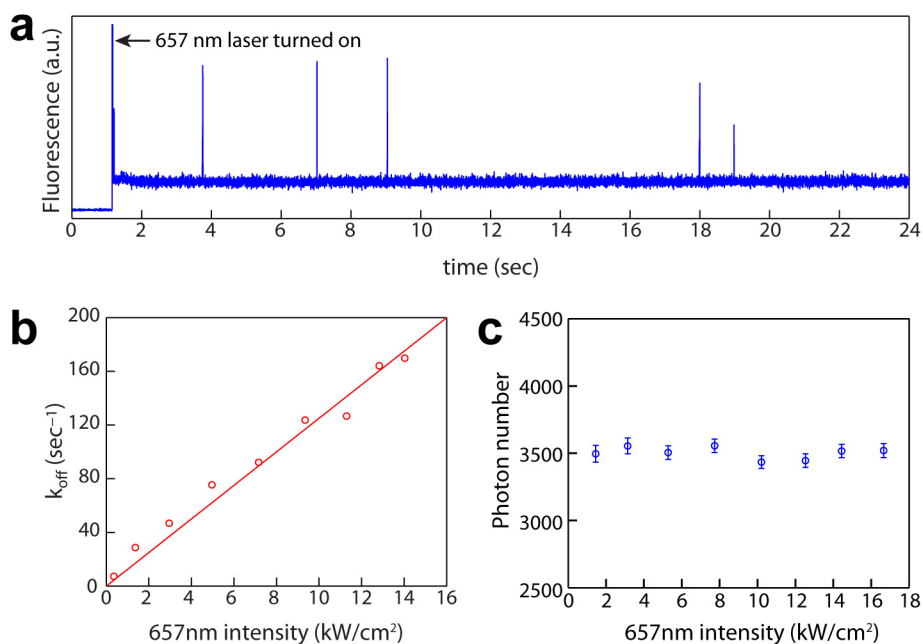 a
Fluorescence (a.u.)
657 nm laser turned on
0 2 4 6 8 10 12 14 16 18 20 22 24
time (sec)
b
k_off (sec⁻¹)
200
160
120
80
40
0
0 2 4 6 8 10 12 14 16
657nm intensity (kW/cm²)
c
Photon number
4500
4000
3500
3000
2500
0 2 4 6 8 10 12 14 16 18
657nm intensity (kW/cm²)